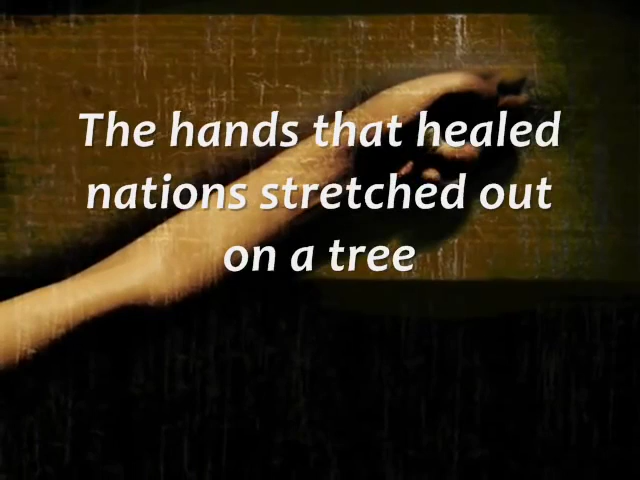 The hands that healed
nations stretched out
on a tree